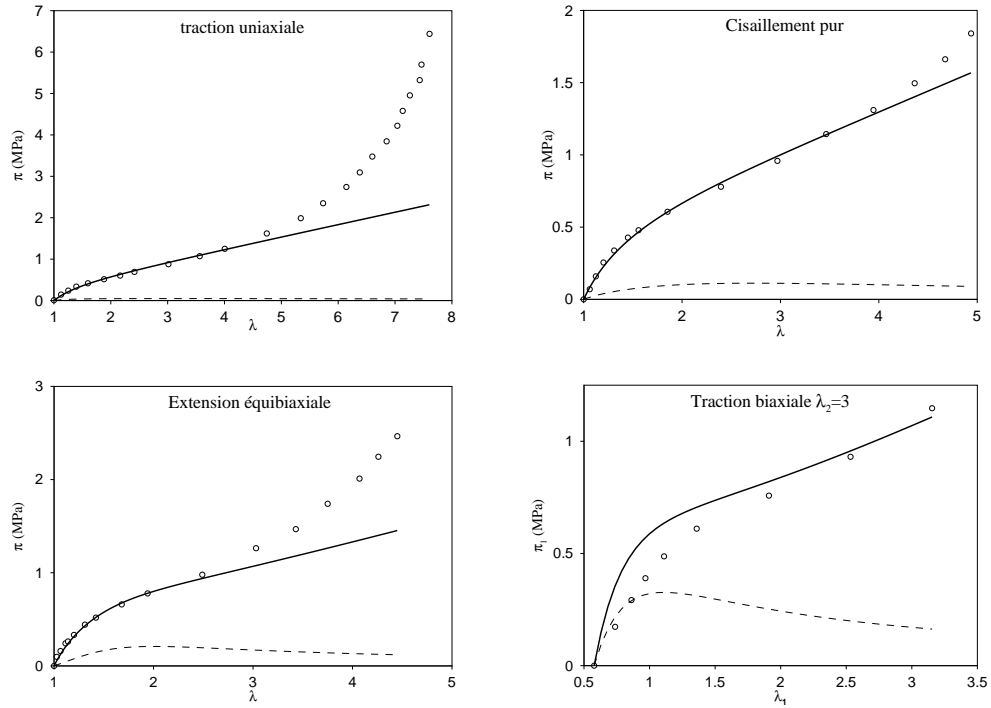 traction uniaxiale
π (MPa)
7
6
5
4
3
2
1
0
1 2 3 4 5 6 7 8
λ
Cisaillement pur
π (MPa)
2
1.5
1
0.5
0
1 2 3 4 5
λ
Extension équibiaxiale
π (MPa)
3
2
1
0
1 2 3 4 5
λ
Traction biaxiale λ₂=3
π₁ (MPa)
1
0.5
0
0.5 1 1.5 2 2.5 3 3.5
λ₁